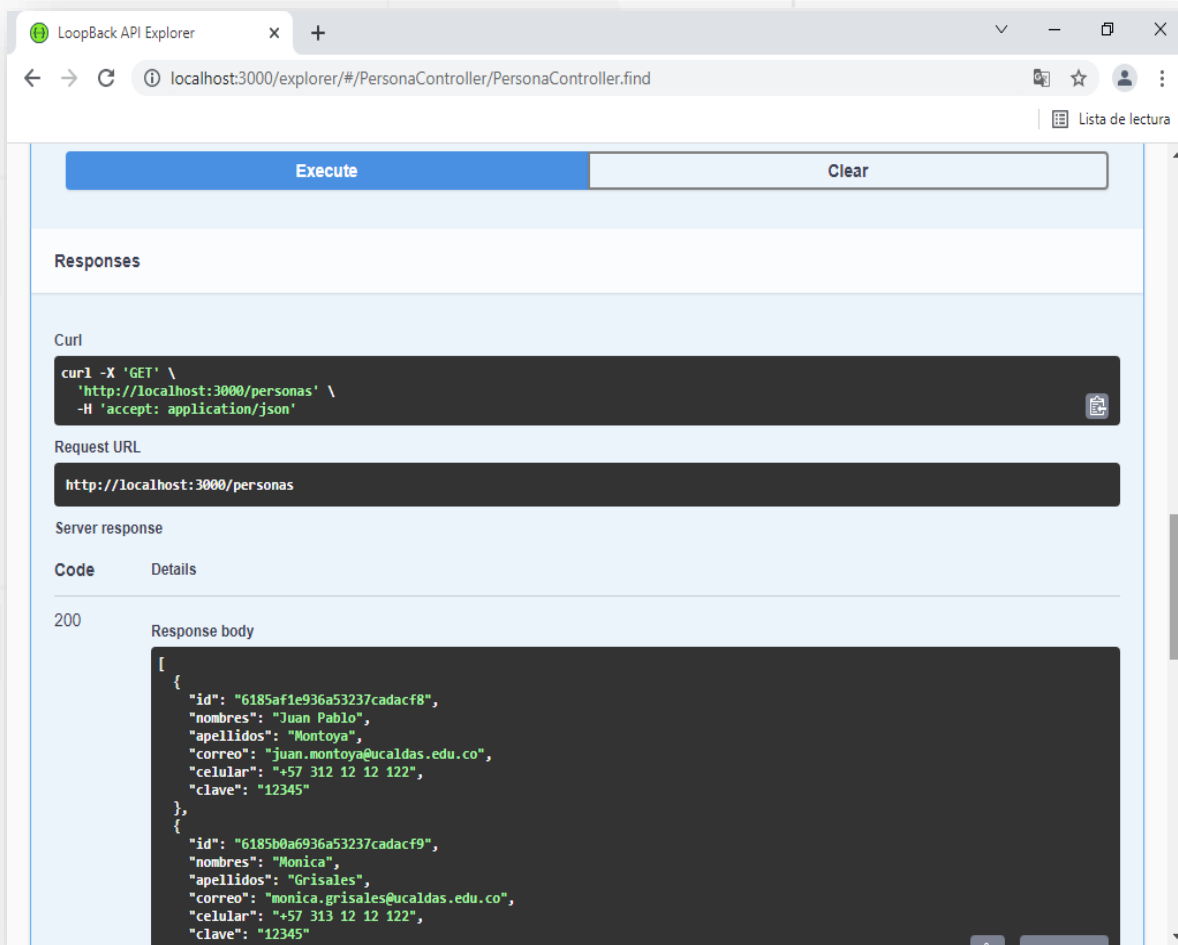 LoopBack API Explorer
localhost:3000/explorer/#/PersonaController/PersonaController.find
Lista de lectura
Execute Clear
Responses
Curl
curl -X 'GET' \
'http://localhost:3000/personas' \
-H 'accept: application/json'
Request URL
http://localhost:3000/personas
Server response
Code Details
200
Response body
[
{
"id": "6185af1e936a53237cadacf8",
"nombres": "Juan Pablo",
"apellidos": "Montoya",
"correo": "juan.montoya@ucaldas.edu.co",
"celular": "+57 312 12 12 122",
"clave": "12345"
},
{
"id": "6185b0a6936a53237cadacf9",
"nombres": "Monica",
"apellidos": "Grisales",
"correo": "monica.grisales@ucaldas.edu.co",
"celular": "+57 313 12 12 122",
"clave": "12345"